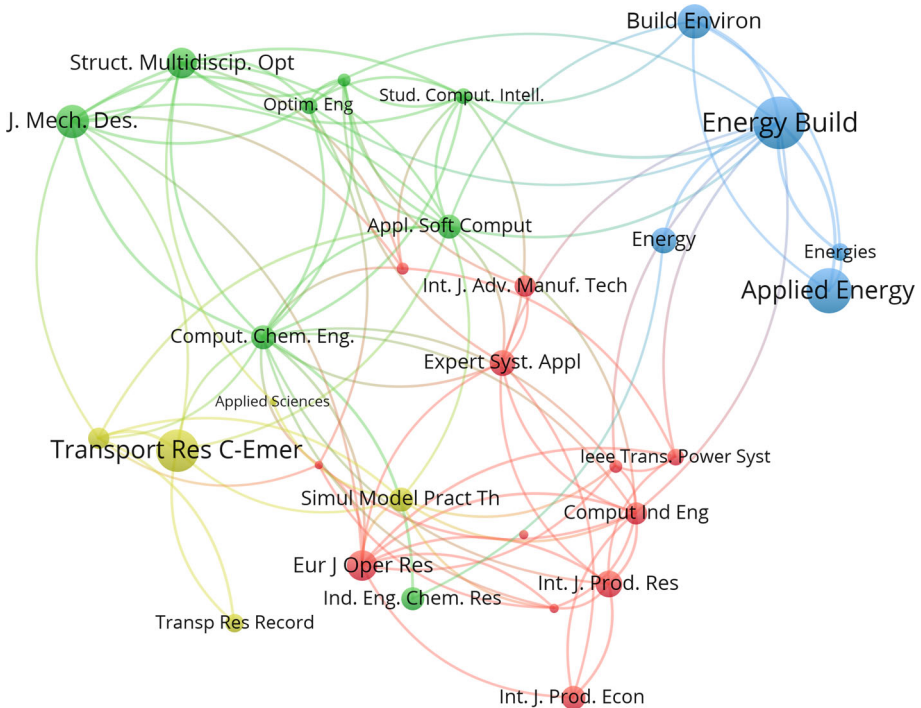 Build Environ
Struct. Multidiscip. Opt
Stud. Comput. Intell.
Optim. Eng
J. Mech. Des.
Energy Build
Appl. Soft Comput
Energy
Energies
Int. J. Adv. Manuf. Tech
Applied Energy
Comput. Chem. Eng.
Expert Syst. Appl
Applied Sciences
Transport Res C-Emer
Ieee Trans. Power Syst
Simul Model Pract Th
Comput Ind Eng
Eur J Oper Res
Int. J. Prod. Res
Ind. Eng. Chem. Res
Transp Res Record
Int. J. Prod. Econ